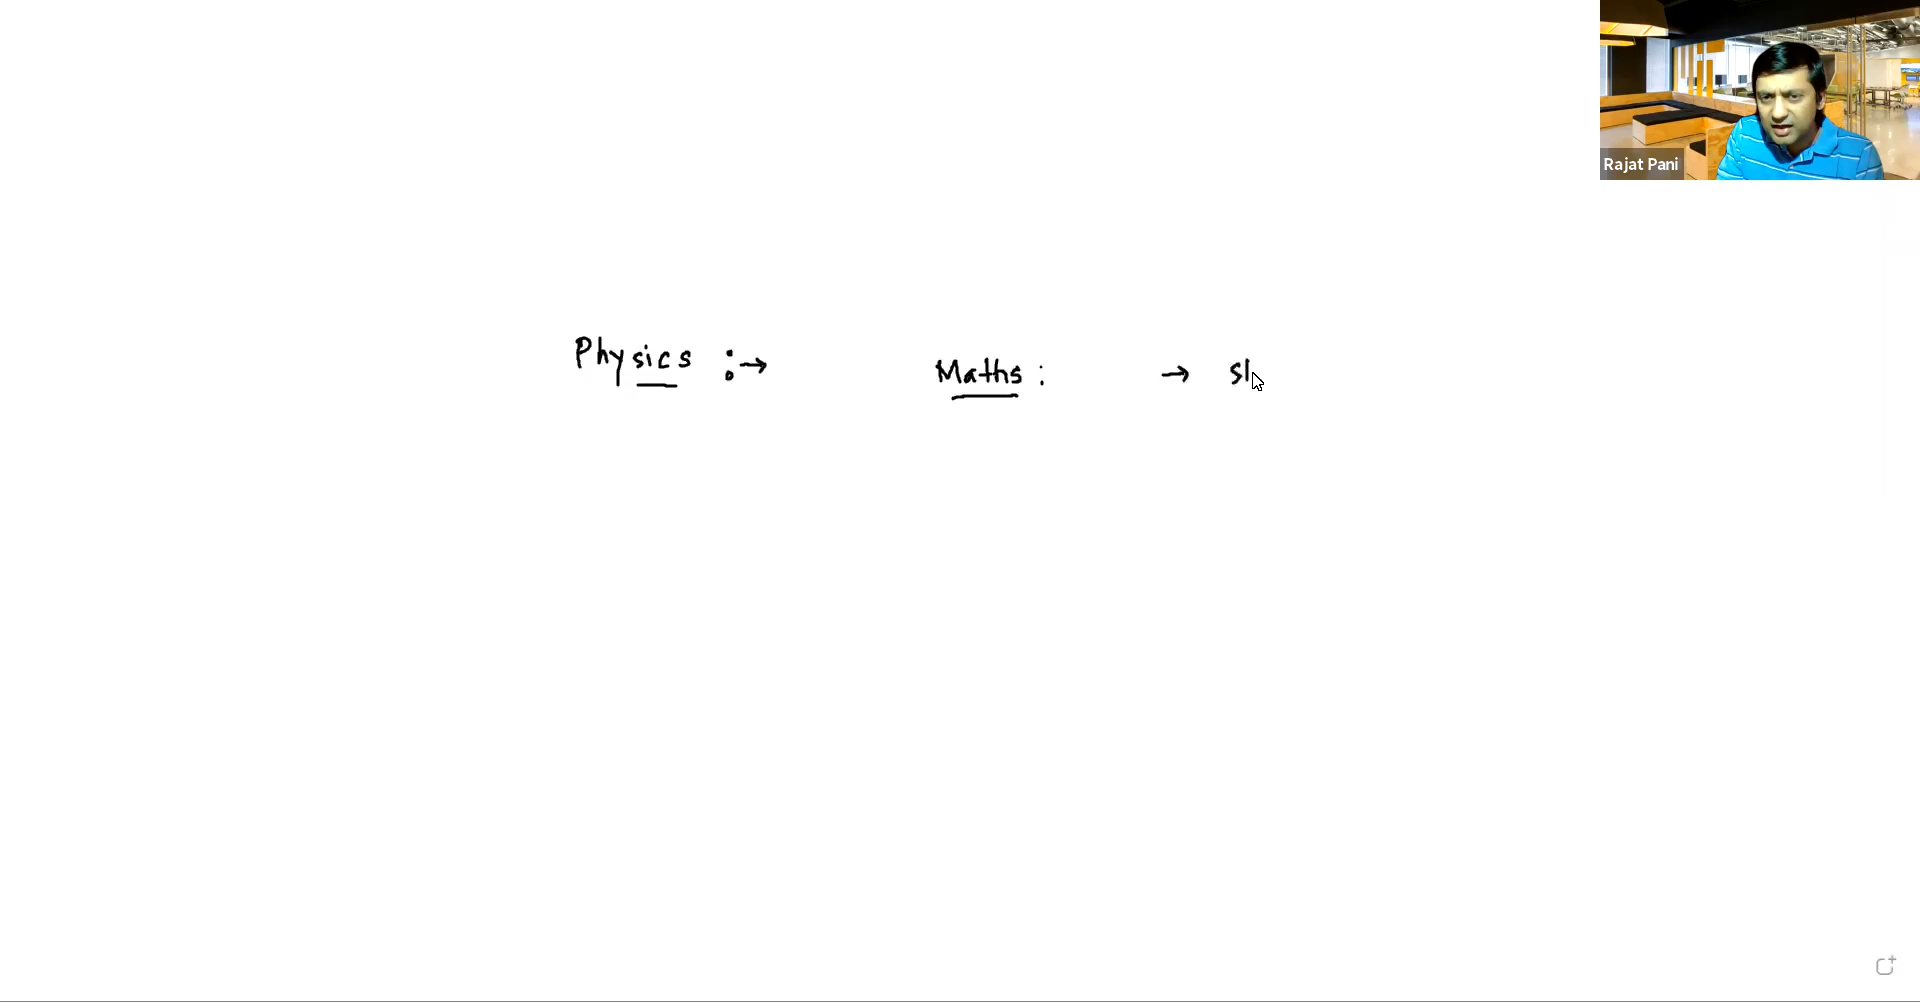 Rajat Pani
Physics :→ Maths : → sl